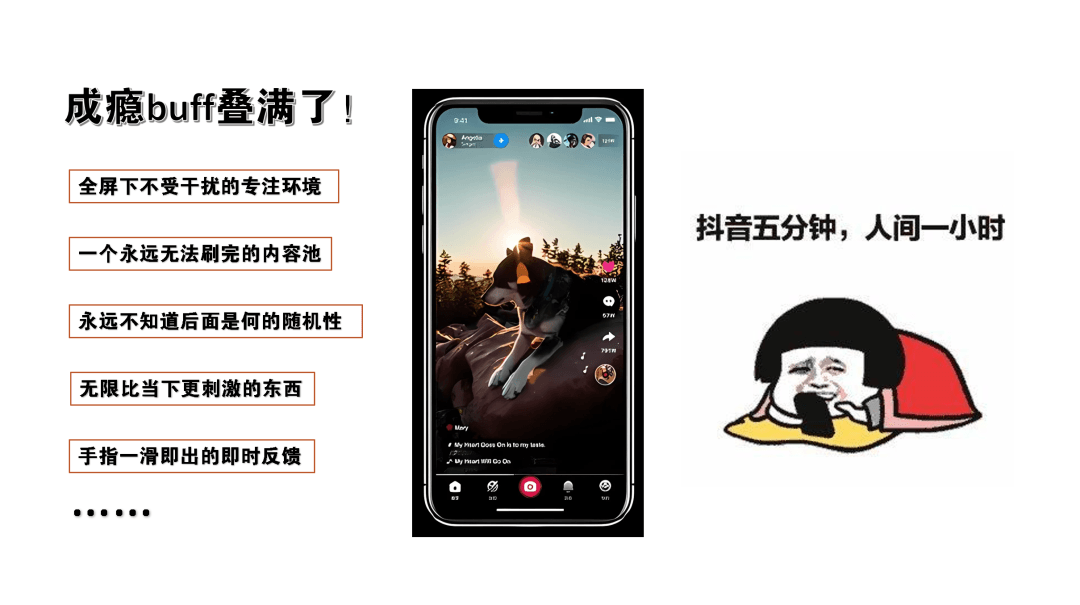 成瘾buff叠满了！
全屏下不受干扰的专注环境
一个永远无法刷完的内容池
永远不知道后面是何的随机性
无限比当下更刺激的东西
手指一滑即出的即时反馈
······
9:41
Angelia
128W
57W
791W
Mary
My Heart Does On is to my taste.
My Heart Will Go On
抖音五分钟，人间一小时